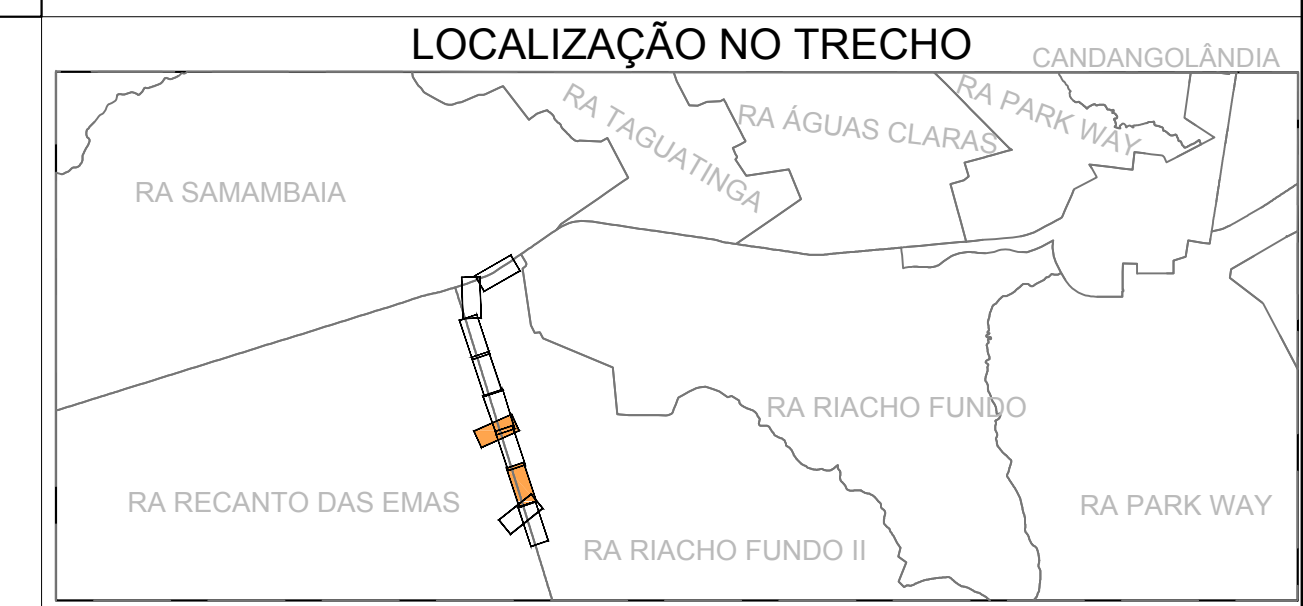 LOCALIZAÇÃO NO TRECHO
CANDANGOLÂNDIA
RA TAGUATINGA
RA ÁGUAS CLARAS
RA PARK WAY
RA SAMAMBAIA
RA RIACHO FUNDO
RA RECANTO DAS EMAS
RA PARK WAY
RA RIACHO FUNDO II